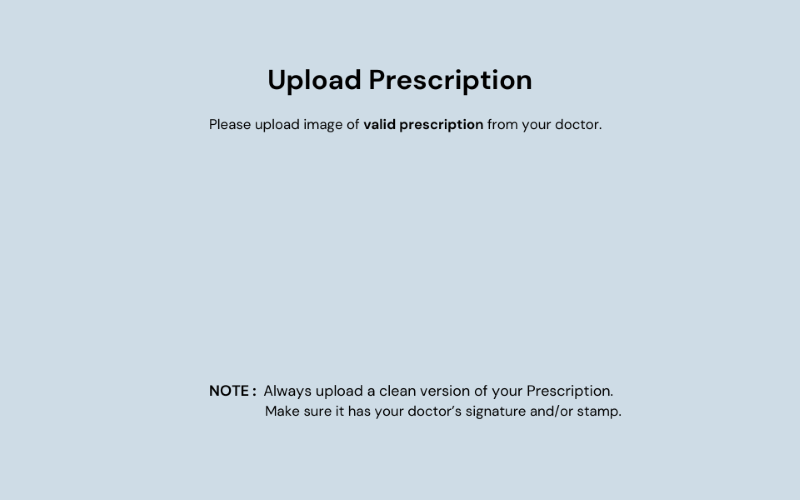 Upload Prescription
Please upload image of valid prescription from your doctor.
NOTE : Always upload a clean version of your Prescription.
Make sure it has your doctor’s signature and/or stamp.